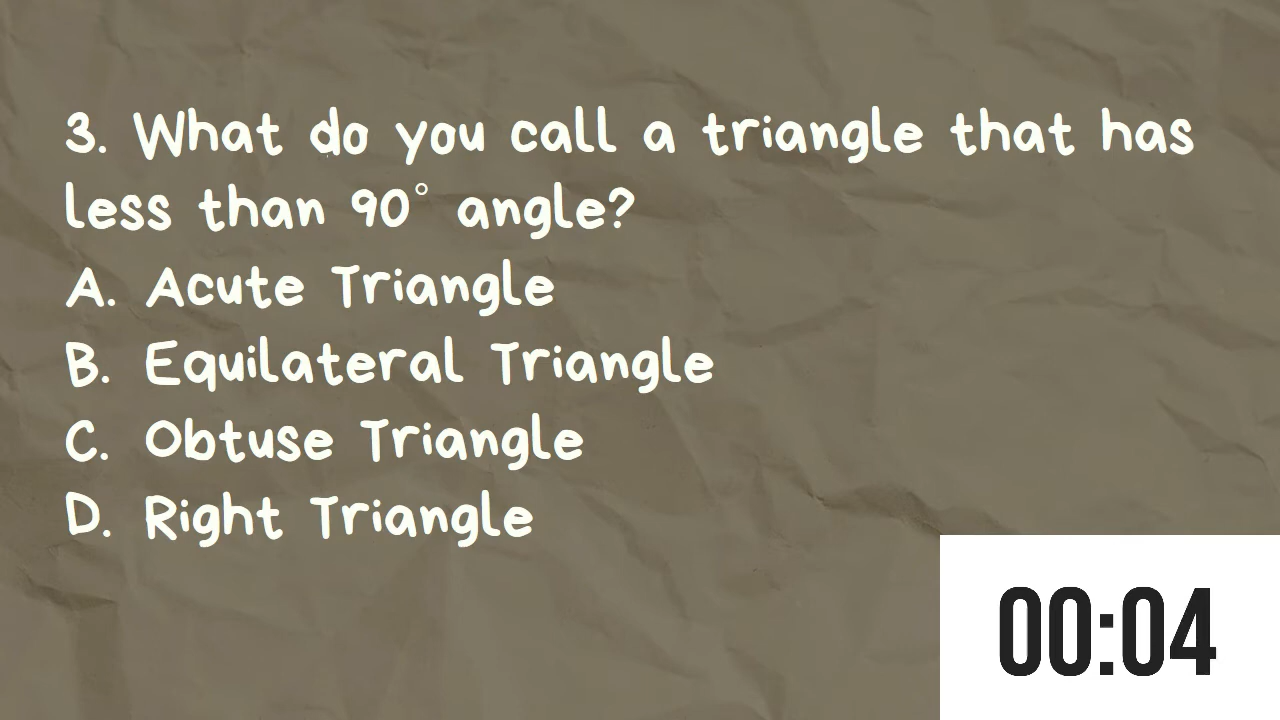 3. What do you call a triangle that has
less than 90° angle?
A. Acute Triangle
B. Equilateral Triangle
C. Obtuse Triangle
D. Right Triangle
00:04